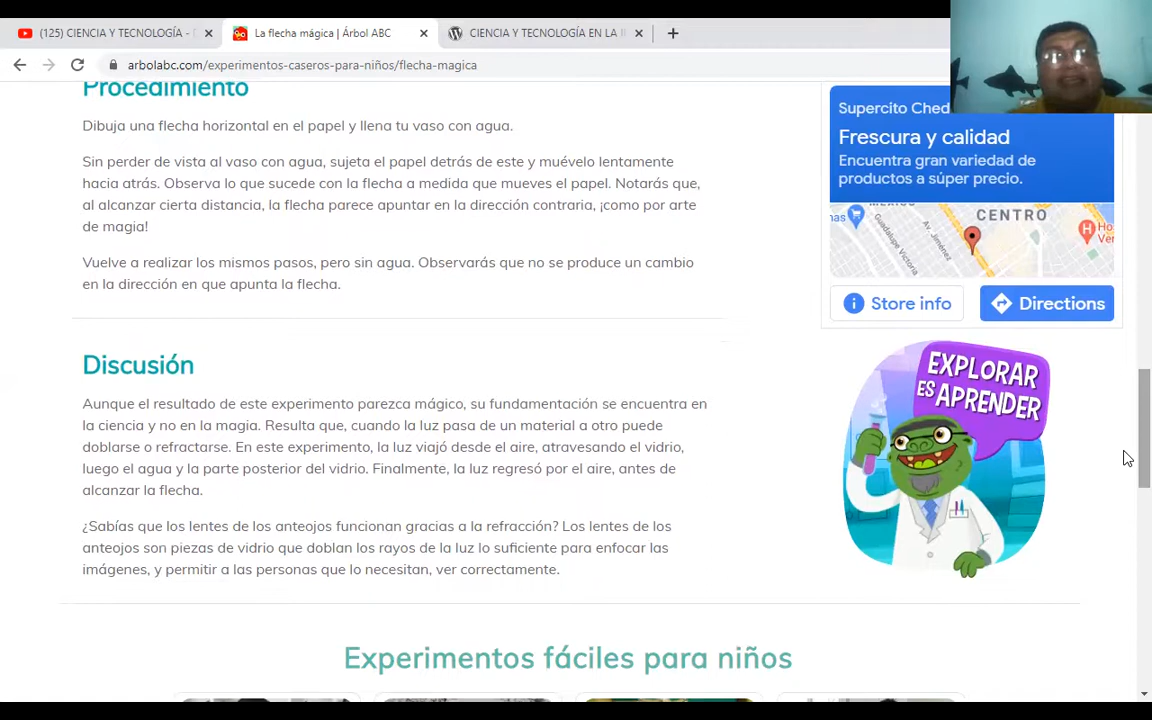 (125) CIENCIA Y TECNOLOGÍA -
La flecha mágica | Árbol ABC
CIENCIA Y TECNOLOGÍA EN LA
arbolabc.com/experimentos-caseros-para-niños/flecha-magica
Procedimiento
Dibuja una flecha horizontal en el papel y llena tu vaso con agua.
Sin perder de vista al vaso con agua, sujeta el papel detrás de este y muévelo lentamente
hacia atrás. Observa lo que sucede con la flecha a medida que mueves el papel. Notarás que,
al alcanzar cierta distancia, la flecha parece apuntar en la dirección contraria, ¡como por arte
de magia!
Vuelve a realizar los mismos pasos, pero sin agua. Observarás que no se produce un cambio
en la dirección en que apunta la flecha.
Discusión
Aunque el resultado de este experimento parezca mágico, su fundamentación se encuentra en
la ciencia y no en la magia. Resulta que, cuando la luz pasa de un material a otro puede
doblarse o refractarse. En este experimento, la luz viajó desde el aire, atravesando el vidrio,
luego el agua y la parte posterior del vidrio. Finalmente, la luz regresó por el aire, antes de
alcanzar la flecha.
¿Sabías que los lentes de los anteojos funcionan gracias a la refracción? Los lentes de los
anteojos son piezas de vidrio que doblan los rayos de la luz lo suficiente para enfocar las
imágenes, y permitir a las personas que lo necesitan, ver correctamente.
Supercito Ched
Frescura y calidad
Encuentra gran variedad de
productos a súper precio.
CENTRO
Guadalupe Victoria
Av. Jiménez
H
Ho
Ver
Store info
Directions
EXPLORAR
ES APRENDER
Experimentos fáciles para niños